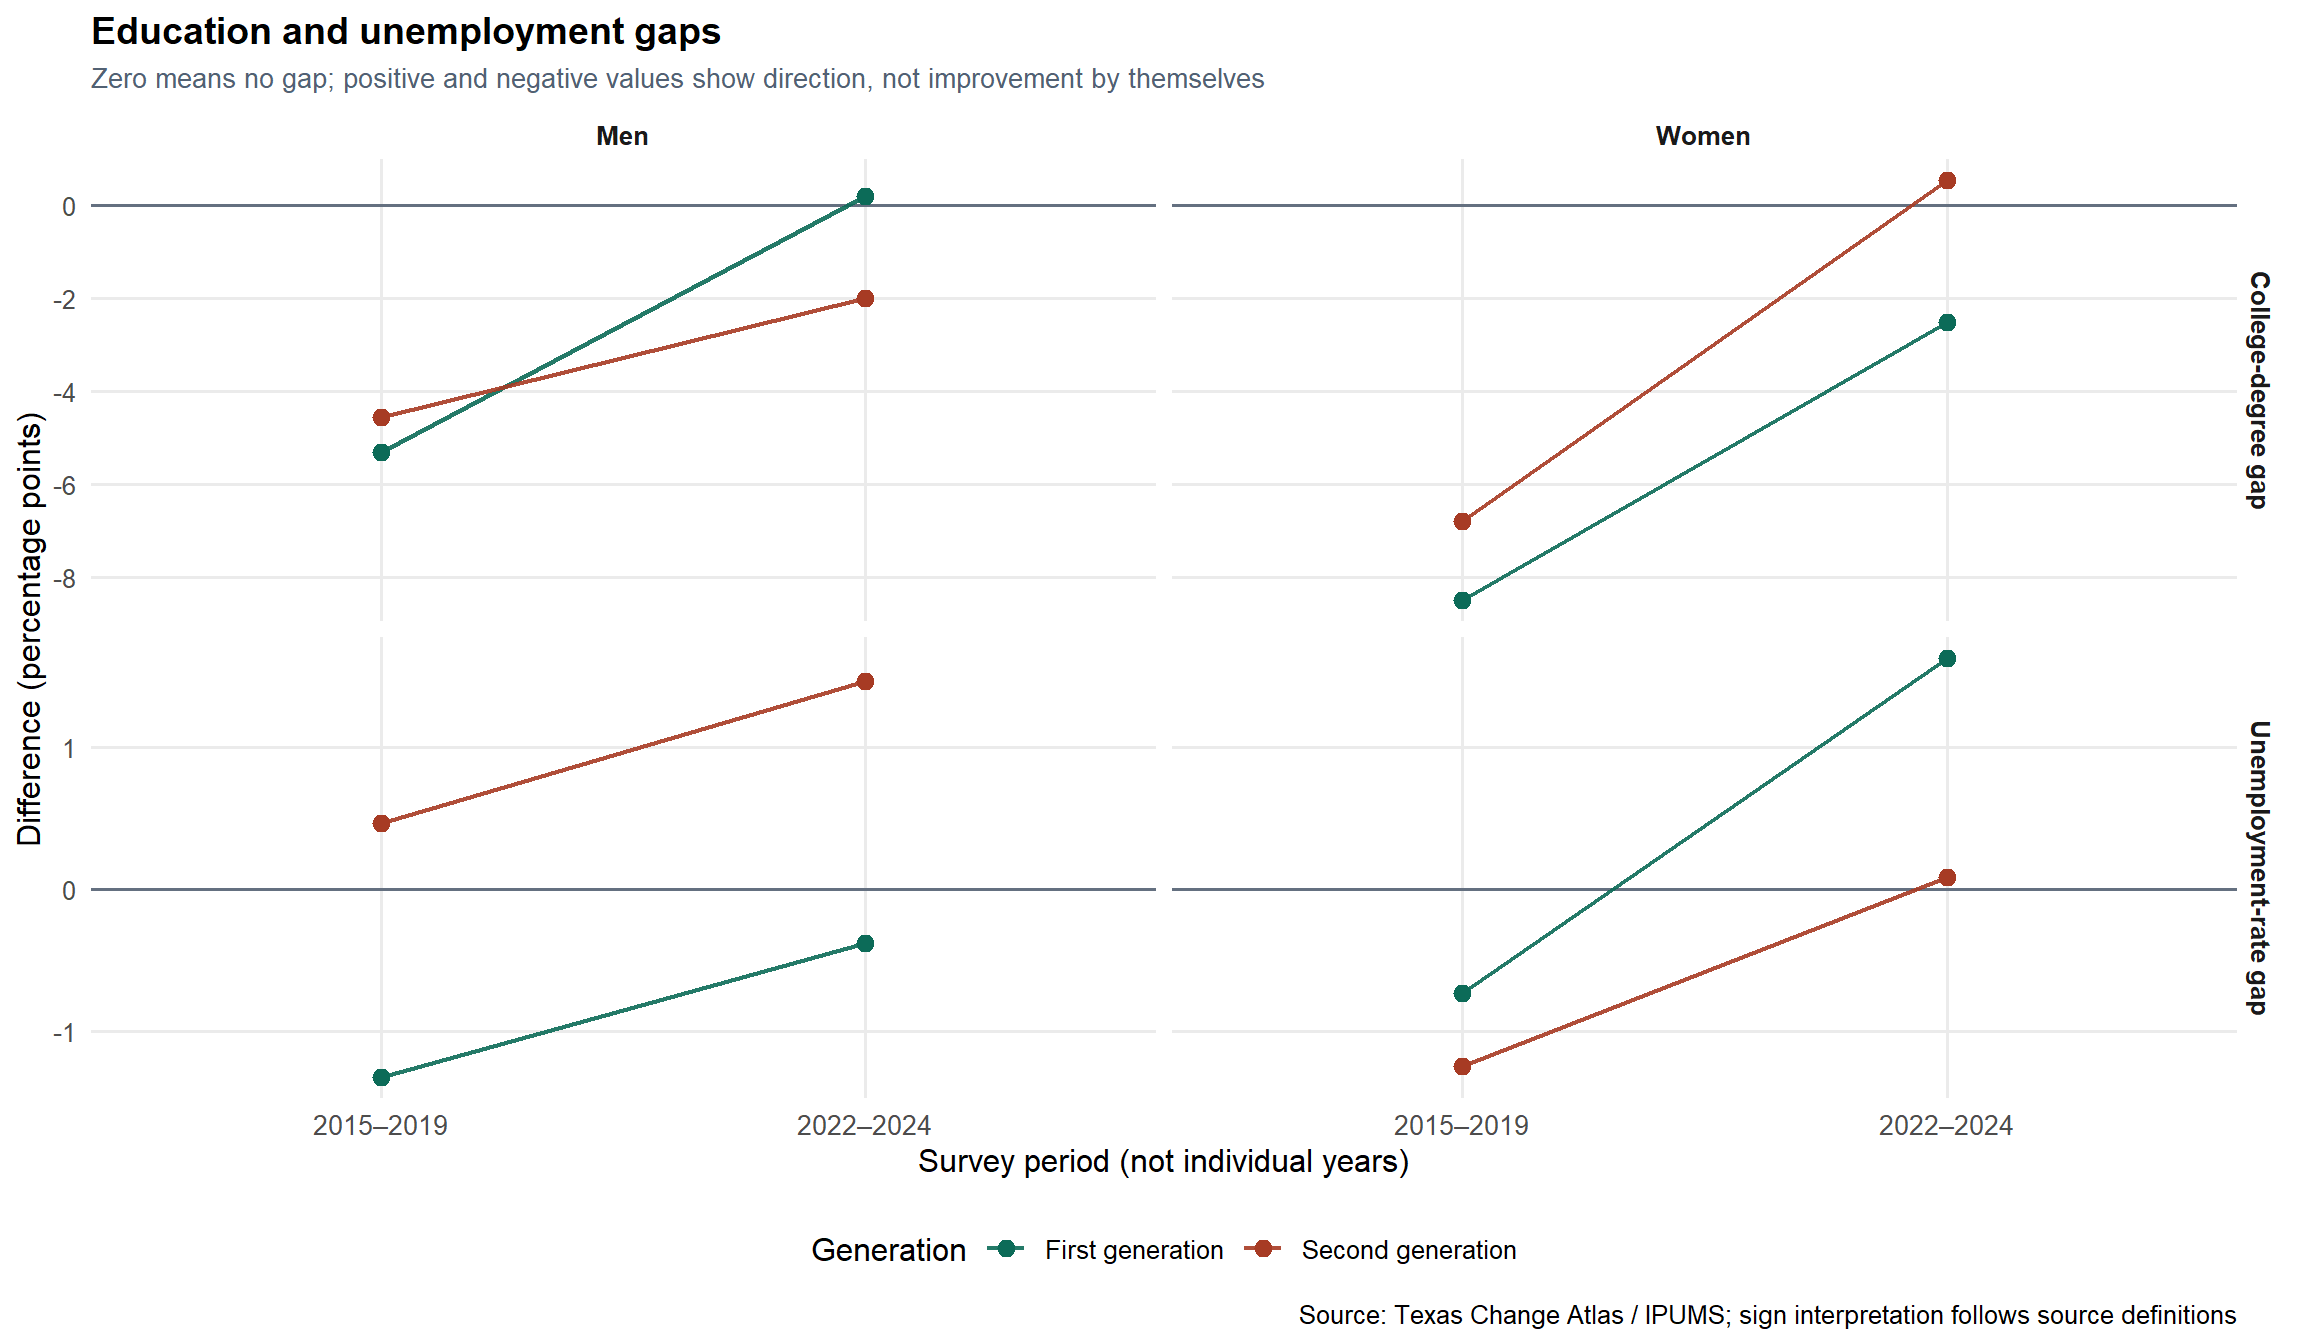 Education and unemployment gaps
Zero means no gap; positive and negative values show direction, not improvement by themselves
Men
Women
0
-2
-4
-6
-8
College-degree gap
1
0
-1
Unemployment-rate gap
Difference (percentage points)
2015–2019
2022–2024
2015–2019
2022–2024
Survey period (not individual years)
Generation
First generation
Second generation
Source: Texas Change Atlas / IPUMS; sign interpretation follows source definitions